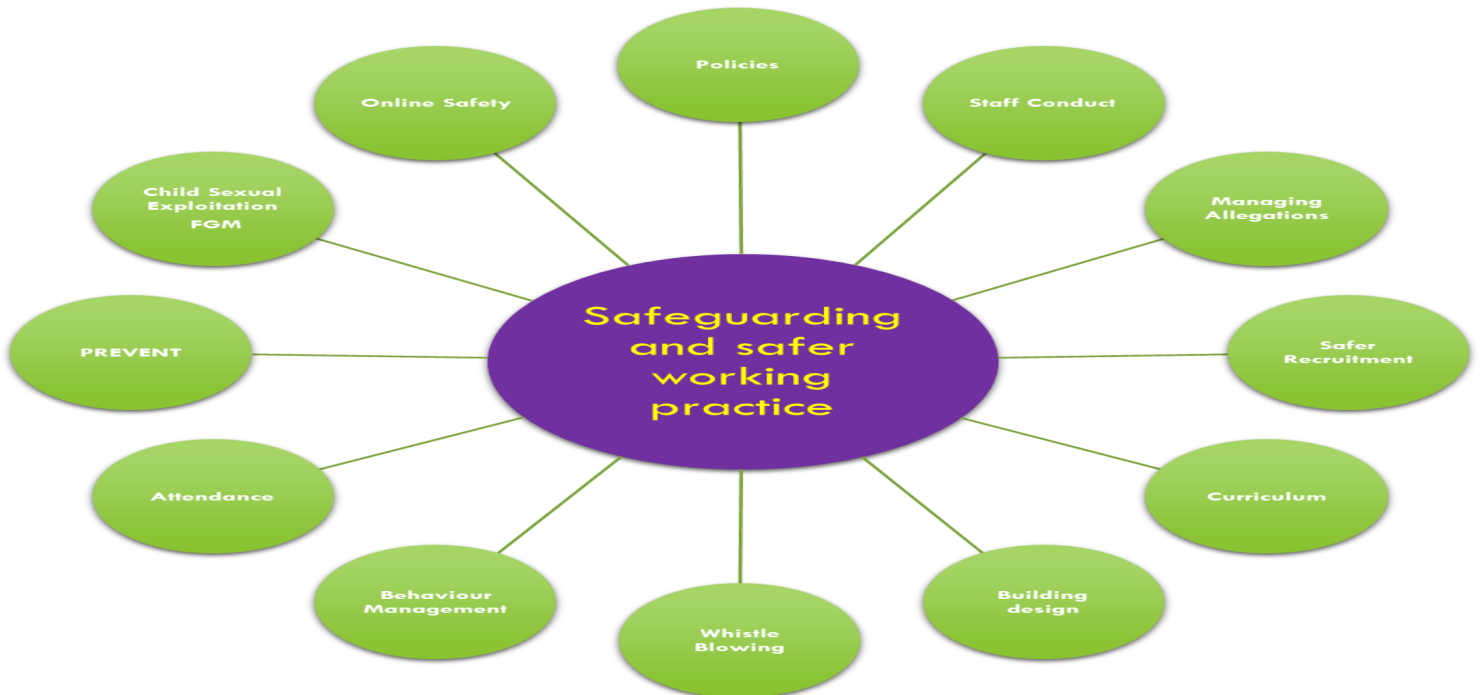 Policies
Online Safety
Staff Conduct
Child Sexual
Exploitation
FGM
Managing
Allegations
Safeguarding
and safer
working
practice
PREVENT
Safer
Recruitment
Attendance
Curriculum
Behaviour
Management
Building
design
Whistle
Blowing